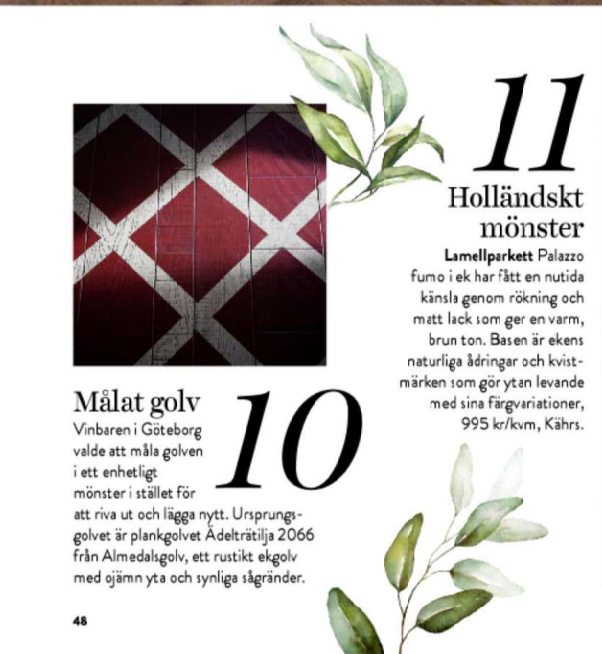 11
Holländskt
mönster
Lamellparkett Palazzo
fumo i ek har fått en nutida
känsla genom rökning och
matt lack som ger en varm,
brun ton. Basen är ekens
naturliga ådringar och kvist-
märken som gör ytan levande
med sina färgvariationer,
995 kr/kvm, Kährs.
10
Målat golv
Vinbaren i Göteborg
valde att måla golven
i ett enhetligt
mönster i stället för
att riva ut och lägga nytt. Ursprungs-
golvet är plankgolvet Ädelträtilja 2066
från Almedalsgolv, ett rustikt ekgolv
med ojämn yta och synliga sågränder.
48